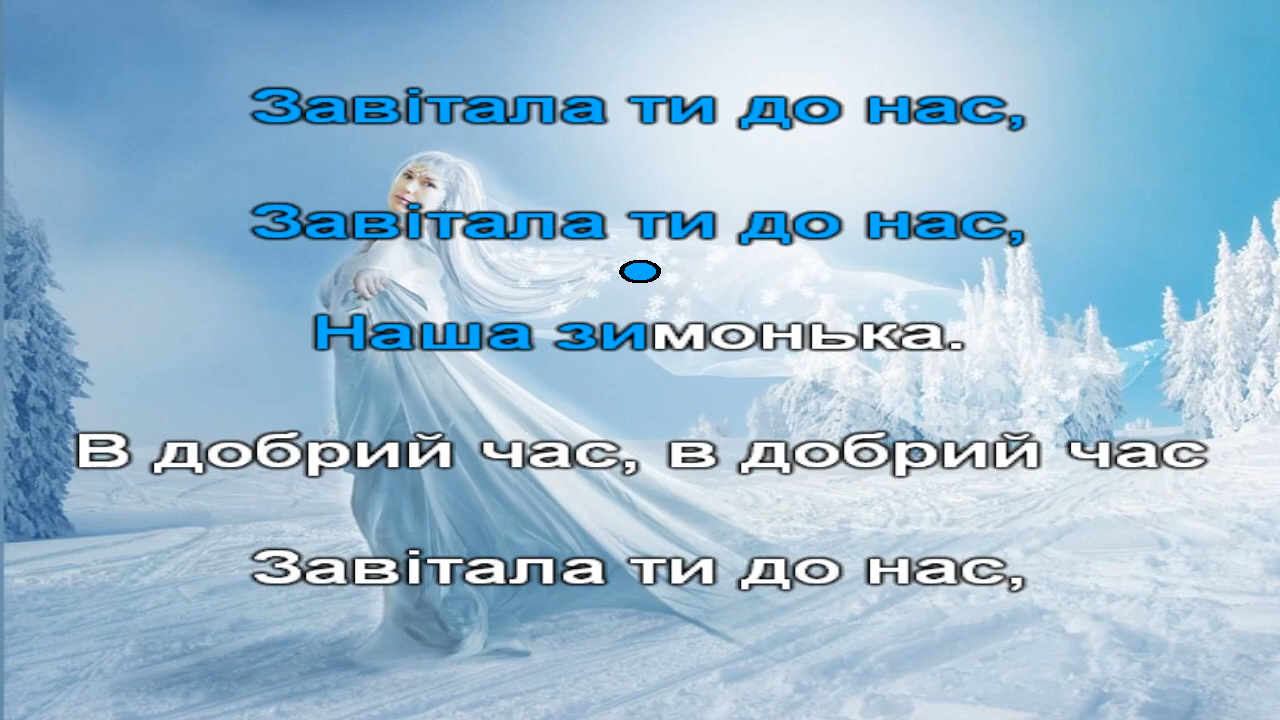 Завітала ти до нас,
Завітала ти до нас,
Наша зимонька.
В добрий час, в добрий час
Завітала ти до нас,